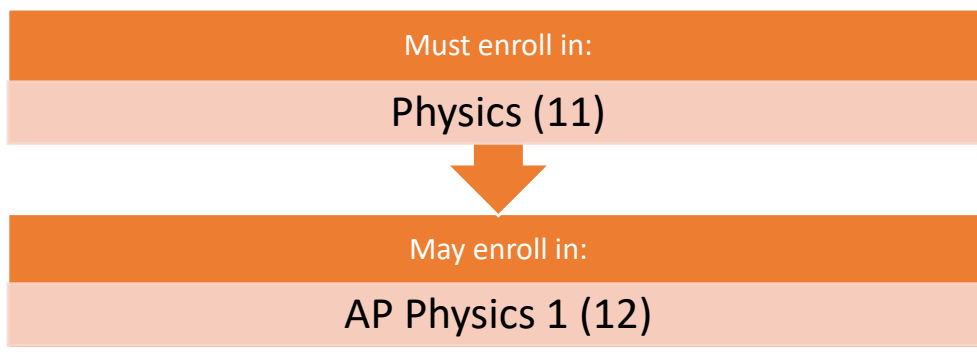 Must enroll in:
Physics (11)
May enroll in:
AP Physics 1 (12)